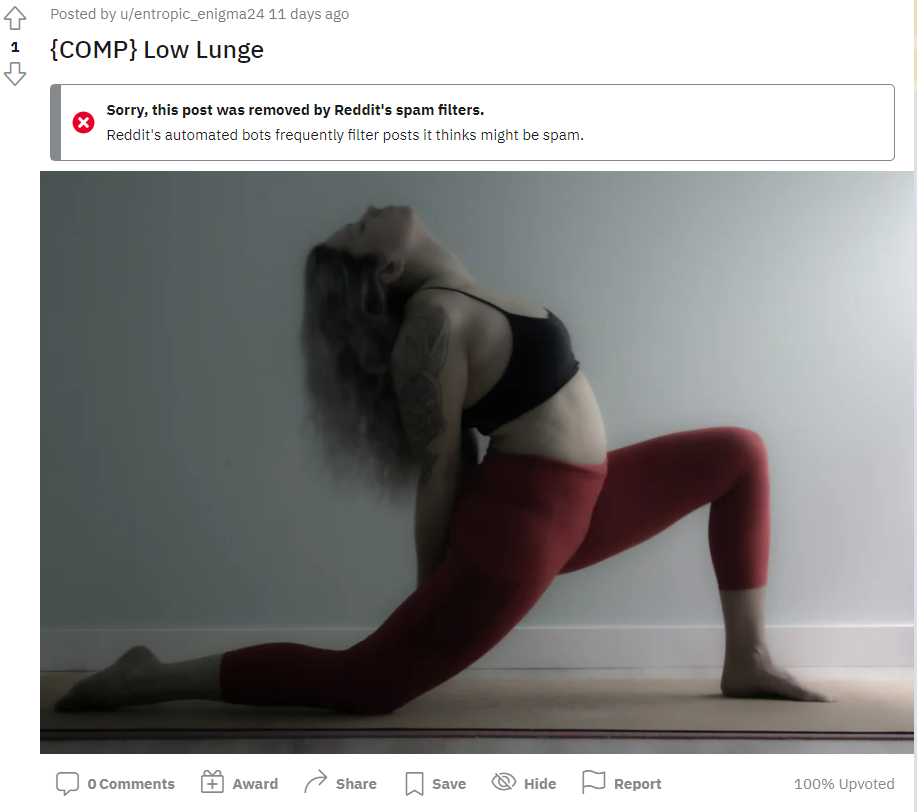 Posted by u/entropic_enigma24 11 days ago
1
{COMP} Low Lunge
Sorry, this post was removed by Reddit's spam filters.
Reddit's automated bots frequently filter posts it thinks might be spam.
0 Comments Award Share Save Hide Report 100% Upvoted